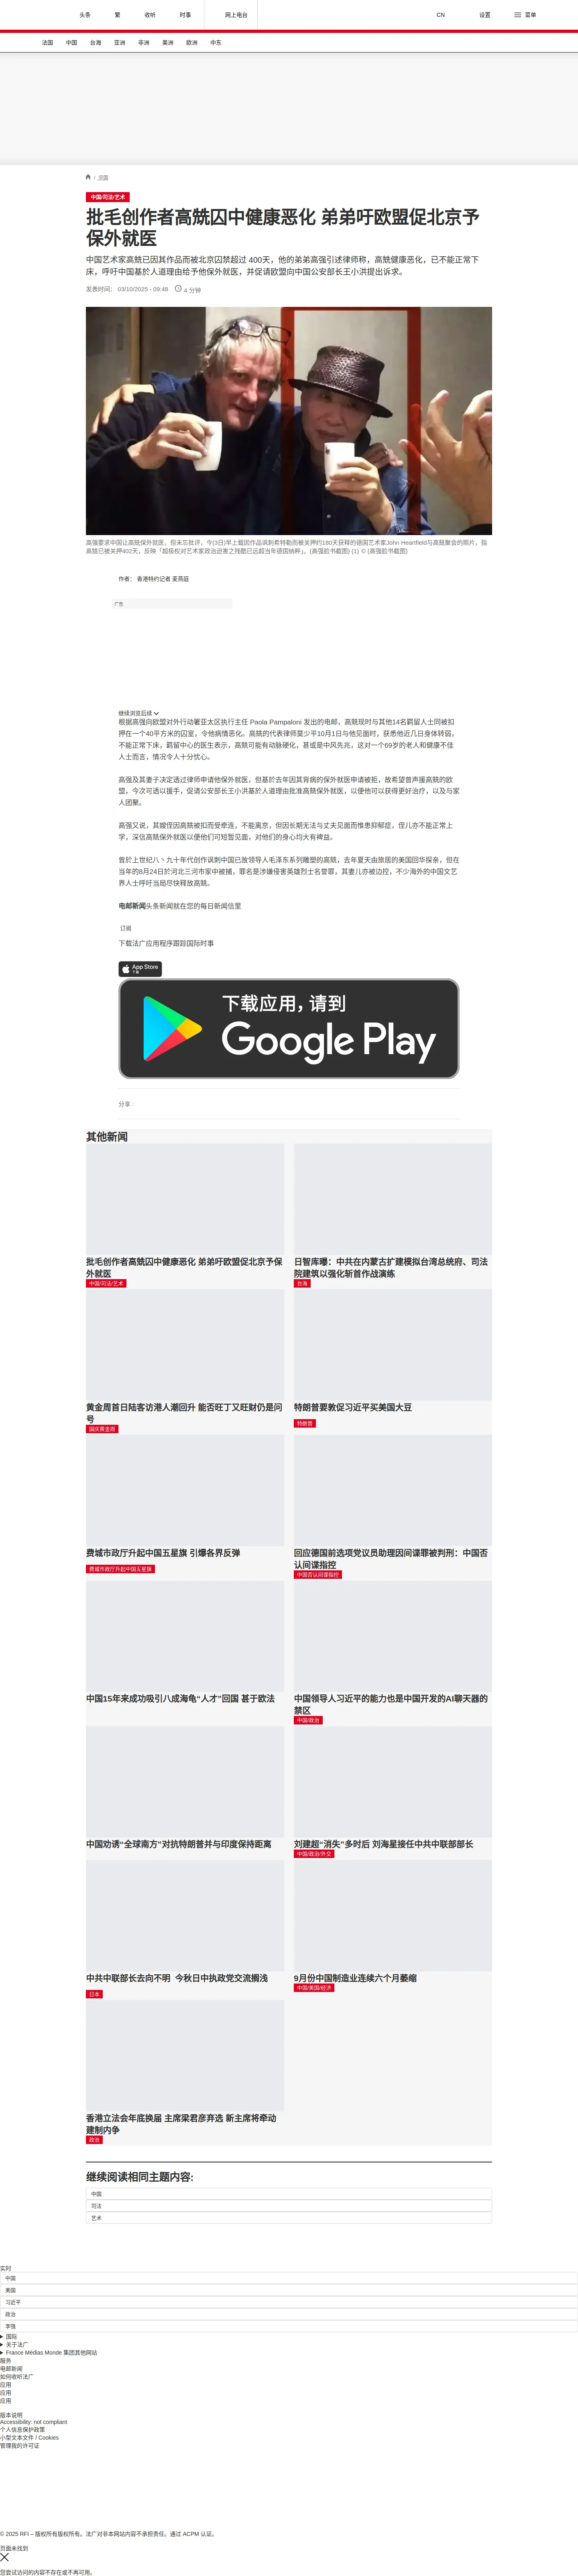 头条
繁
收听
时事
网上电台
CN
设置
菜单
法国
中国
台海
亚洲
非洲
美洲
欧洲
中东
/ 中国
中国/司法/艺术
批毛创作者高兟囚中健康恶化 弟弟吁欧盟促北京予
保外就医
中国艺术家高兟已因其作品而被北京囚禁超过 400天，他的弟弟高强引述律师称，高兟健康恶化，已不能正常下
床，呼吁中国基於人道理由给予他保外就医，并促请欧盟向中国公安部长王小洪提出诉求。
发表时间： 03/10/2025 - 09:48
4 分钟
高强要求中国让高兟保外就医，但未忘批评，今(3日)早上载因作品讽刺希特勒而被关押约180天获释的德国艺术家John Heartfield与高兟聚会的照片，指
高兟已被关押402天，反映「超极权对艺术家政治迫害之残酷已远超当年德国纳粹」。(高强脸书截图) (1) © (高强脸书截图)
作者： 香港特约记者 麦燕庭
广告
继续浏览后续
根据高强向欧盟对外行动署亚太区执行主任 Paola Pampaloni 发出的电邮，高兟现时与其他14名羁留人士同被扣
押在一个40平方米的囚室，令他病情恶化。高兟的代表律师莫少平10月1日与他见面时，获悉他近几日身体转弱，
不能正常下床，羁留中心的医生表示，高兟可能有动脉硬化，甚或是中风先兆，这对一个69岁的老人和健康不佳
人士而言，情况令人十分忧心。
高强及其妻子决定透过律师申请他保外就医，但基於去年因其背病的保外就医申请被拒，故希望曾声援高兟的欧
盟，今次可透以援手，促请公安部长王小洪基於人道理由批准高兟保外就医，以便他可以获得更好治疗，以及与家
人团聚。
高强又说，其嫂侄因高兟被扣而受牵连，不能离京，但因长期无法与丈夫见面而惟患抑郁症，侄儿亦不能正常上
学，深信高兟保外就医以便他们可短暂见面，对他们的身心均大有裨益。
曾於上世纪八丶九十年代创作讽刺中国已故领导人毛泽东系列雕塑的高兟，去年夏天由旅居的美国回华探亲，但在
当年的8月24日於河北三河市家中被捕，罪名是涉嫌侵害英雄烈士名誉罪，其妻儿亦被边控，不少海外的中国文艺
界人士呼吁当局尽快释放高兟。
电邮新闻头条新闻就在您的每日新闻信里
订阅
下载法广应用程序跟踪国际时事
App Store
下载
下载应用，请到
Google Play
分享 :
其他新闻
批毛创作者高兟囚中健康恶化 弟弟吁欧盟促北京予保
外就医
中国/司法/艺术
日智库曝：中共在内蒙古扩建模拟台湾总统府、司法
院建筑以强化斩首作战演练
台海
黄金周首日陆客访港人潮回升 能否旺丁又旺财仍是问
号
国庆黄金周
特朗普要敦促习近平买美国大豆
特朗普
费城市政厅升起中国五星旗 引爆各界反弹
费城市政厅升起中国五星旗
回应德国前选项党议员助理因间谍罪被判刑：中国否
认间谍指控
中国否认间谍指控
中国15年来成功吸引八成海龟“人才”回国 甚于欧法
中国领导人习近平的能力也是中国开发的AI聊天器的
禁区
中国/政治
中国劝诱“全球南方”对抗特朗普并与印度保持距离
刘建超“消失”多时后 刘海星接任中共中联部部长
中国/政治/外交
中共中联部长去向不明 今秋日中执政党交流搁浅
日本
9月份中国制造业连续六个月萎缩
中国/美国/经济
香港立法会年底换届 主席梁君彦弃选 新主席将牵动
建制内争
政治
继续阅读相同主题内容:
中国
司法
艺术
实时
中国
美国
习近平
政治
李强
国际
关于法广
France Médias Monde 集团其他网站
服务
电邮新闻
如何收听法广
应用
应用
应用
版本说明
Accessibility: not compliant
个人信息保护政策
小型文本文件 / Cookies
管理我的许可证
© 2025 RFI – 版权所有版权所有。法广对非本网站内容不承担责任。通过 ACPM 认证。
页面未找到
您尝试访问的内容不存在或不再可用。